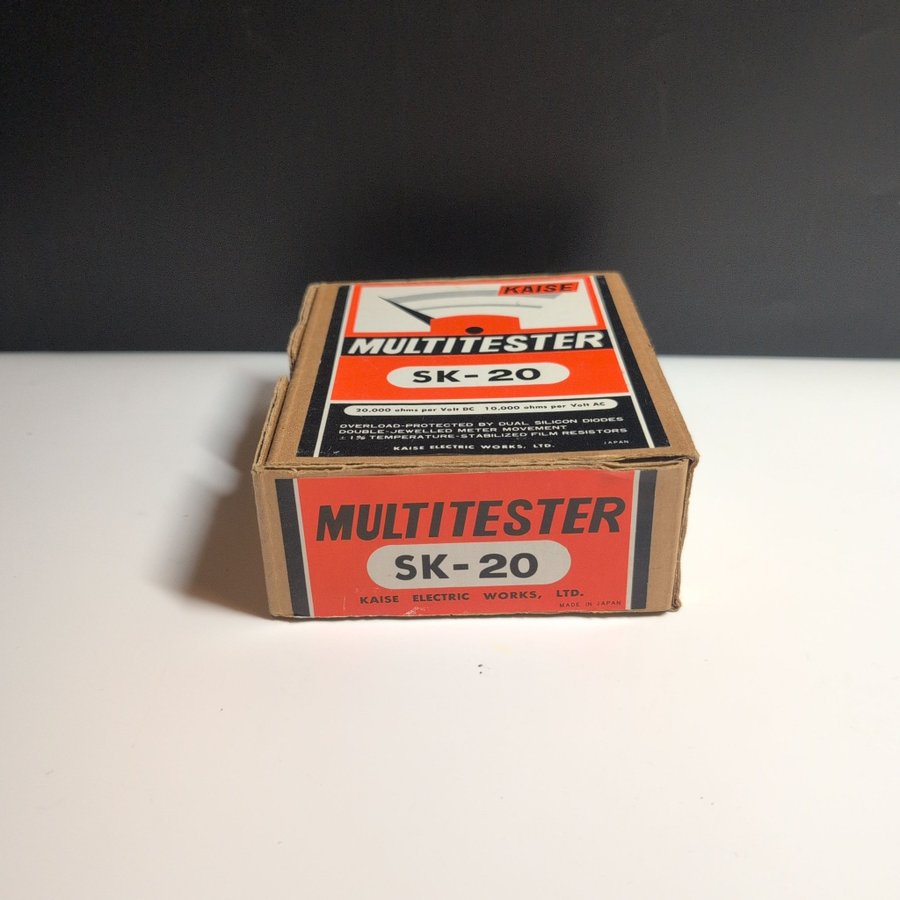 KAISE
MULTITESTER
SK-20
20.000 ohms per Volt DC 10.000 ohms per Volt AC
OVERLOAD-PROTECTED BY DUAL SILICON DIODES
DOUBLE-JEWELLED METER MOVEMENT
±1% TEMPERATURE-STABILIZED FILM RESISTORS
KAISE ELECTRIC WORKS, LTD.
JAPAN
MULTITESTER
SK-20
KAISE ELECTRIC WORKS, LTD.
MADE IN JAPAN